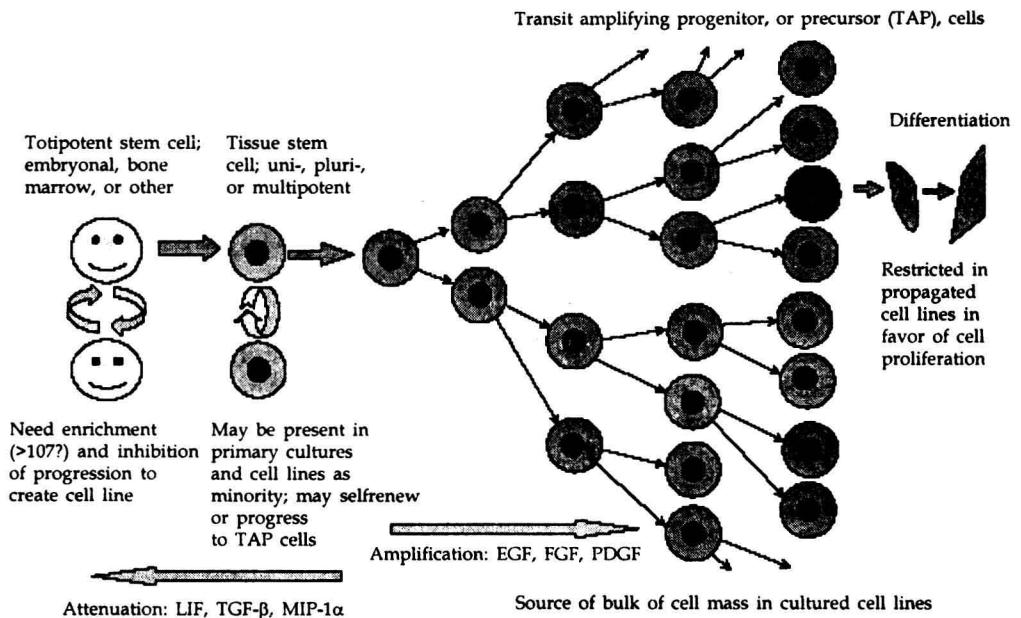 Transit amplifying progenitor, or precursor (TAP), cells
Totipotent stem cell;
embryonal, bone
marrow, or other
Tissue stem
cell; uni-, pluri-,
or multipotent
Differentiation
Restricted in
propagated
cell lines in
favor of cell
proliferation
Need enrichment
(>107?) and inhibition
of progression to
create cell line
May be present in
primary cultures
and cell lines as
minority; may selfrenew
or progress
to TAP cells
Amplification: EGF, FGF, PDGF
Attenuation: LIF, TGF-β, MIP-1α
Source of bulk of cell mass in cultured cell lines